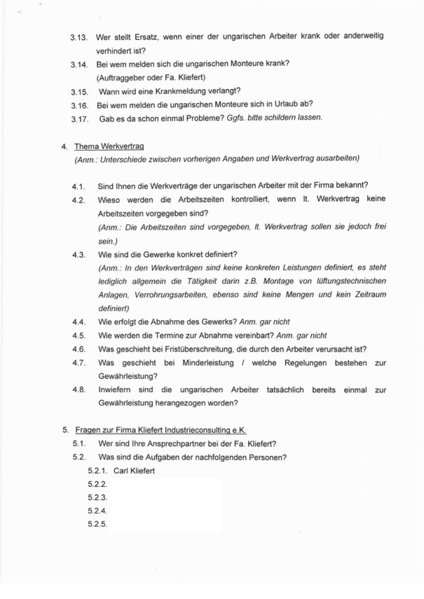 3.13. Wer stellt Ersatz, wenn einer der ungarischen Arbeiter krank oder anderweitig
verhindert ist?
3.14. Bei wem melden sich die ungarischen Monteure krank?
(Auftraggeber oder Fa. Kliefert)
3.15. Wann wird eine Krankmeldung verlangt?
3.16. Bei wem melden die ungarischen Monteure sich in Urlaub ab?
3.17. Gab es da schon einmal Probleme? Ggfs. bitte schildern lassen.
4. Thema Werkvertrag
(Anm.: Unterschiede zwischen vorherigen Angaben und Werkvertrag ausarbeiten)
4.1. Sind Ihnen die Werkverträge der ungarischen Arbeiter mit der Firma bekannt?
4.2. Wieso werden die Arbeitszeiten kontrolliert, wenn lt. Werkvertrag keine
Arbeitszeiten vorgegeben sind?
(Anm.: Die Arbeitszeiten sind vorgegeben, lt. Werkvertrag sollen sie jedoch frei
sein.)
4.3. Wie sind die Gewerke konkret definiert?
(Anm.: In den Werkverträgen sind keine konkreten Leistungen definiert, es steht
lediglich allgemein die Tätigkeit darin z.B. Montage von lüftungstechnischen
Anlagen, Verrohrungsarbeiten, ebenso sind keine Mengen und kein Zeitraum
definiert)
4.4. Wie erfolgt die Abnahme des Gewerks? Anm. gar nicht
4.5. Wie werden die Termine zur Abnahme vereinbart? Anm. gar nicht
4.6. Was geschieht bei Fristüberschreitung, die durch den Arbeiter verursacht ist?
4.7. Was geschieht bei Minderleistung / welche Regelungen bestehen zur
Gewährleistung?
4.8. Inwiefern sind die ungarischen Arbeiter tatsächlich bereits einmal zur
Gewährleistung herangezogen worden?
5. Fragen zur Firma Kliefert Industrieconsulting e.K.
5.1. Wer sind Ihre Ansprechpartner bei der Fa. Kliefert?
5.2. Was sind die Aufgaben der nachfolgenden Personen?
5.2.1. Carl Kliefert
5.2.2.
5.2.3.
5.2.4.
5.2.5.